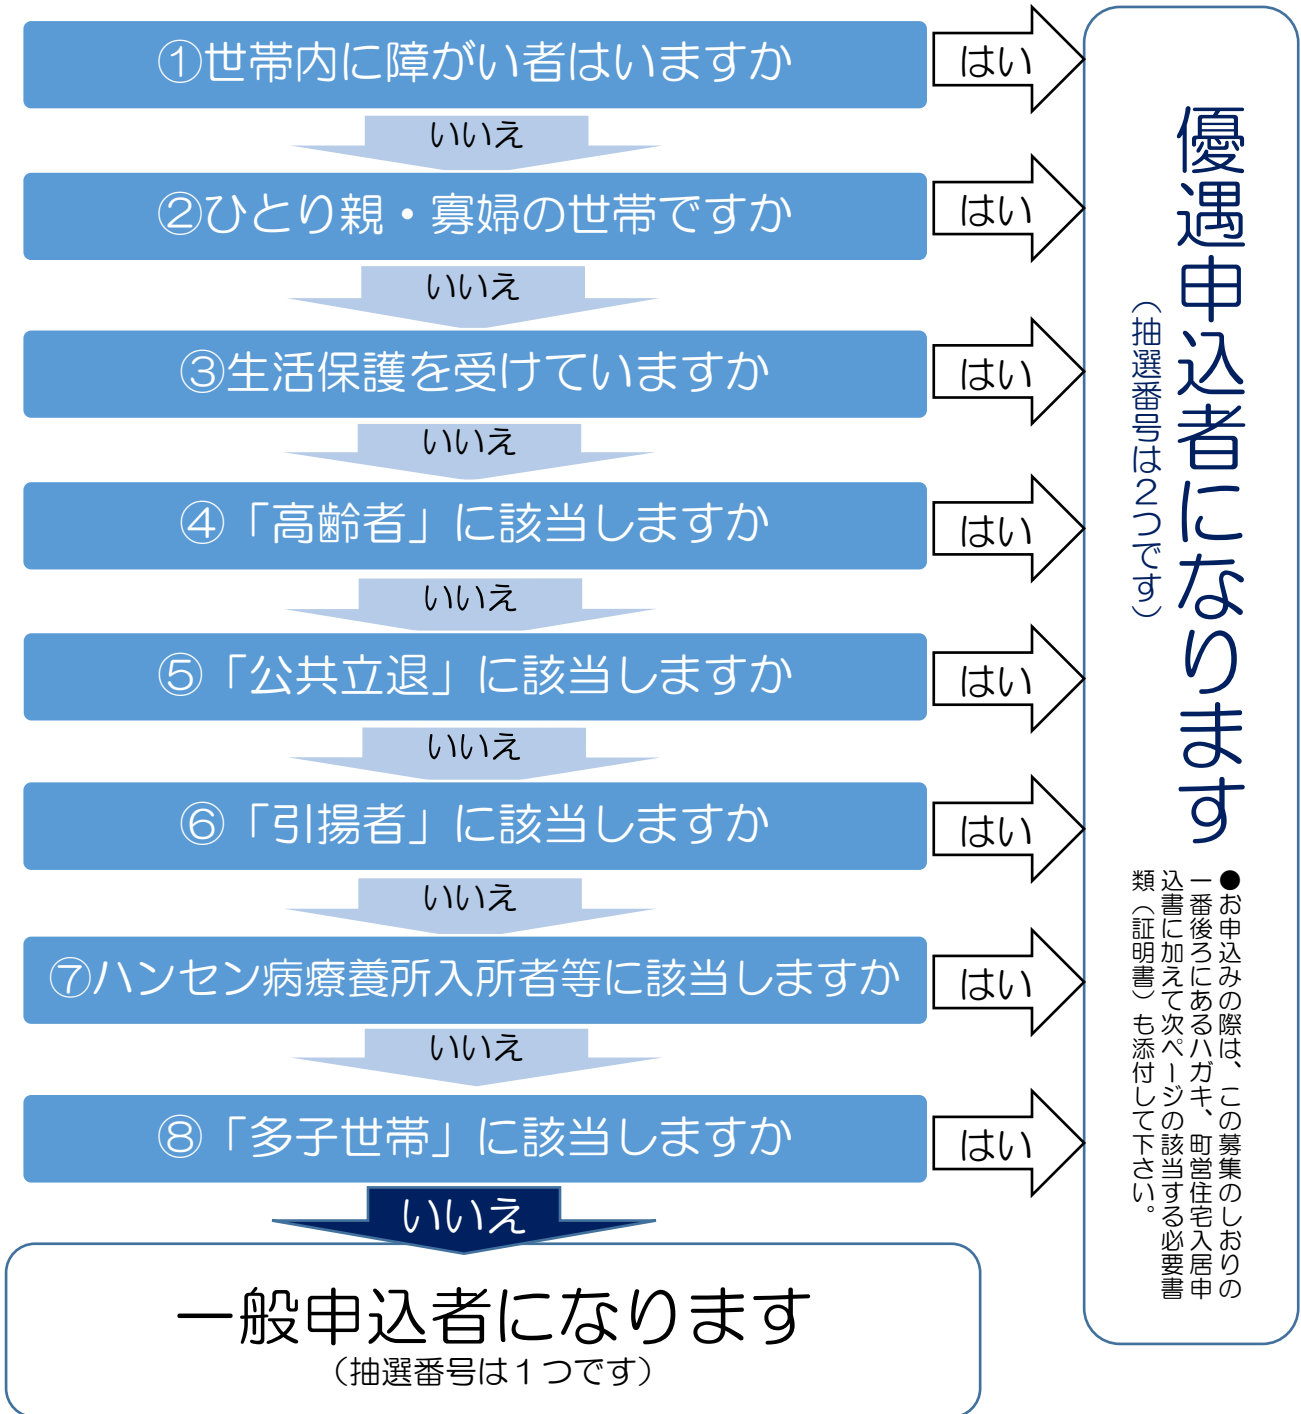 ①世帯内に障がい者はいますか
はい
いいえ
②ひとり親・寡婦の世帯ですか
はい
いいえ
③生活保護を受けていますか
はい
いいえ
④「高齢者」に該当しますか
はい
いいえ
⑤「公共立退」に該当しますか
はい
いいえ
⑥「引揚者」に該当しますか
はい
いいえ
⑦ハンセン病療養所入所者等に該当しますか
はい
いいえ
⑧「多子世帯」に該当しますか
はい
いいえ
一般申込者になります
（抽選番号は１つです）
優遇申込者になります
（抽選番号は２つです）
●お申込みの際は、この募集のしおりの
一番後ろにあるハガキ、町営住宅入居申
込書に加えて次ページの該当する必要書
類（証明書）も添付して下さい。